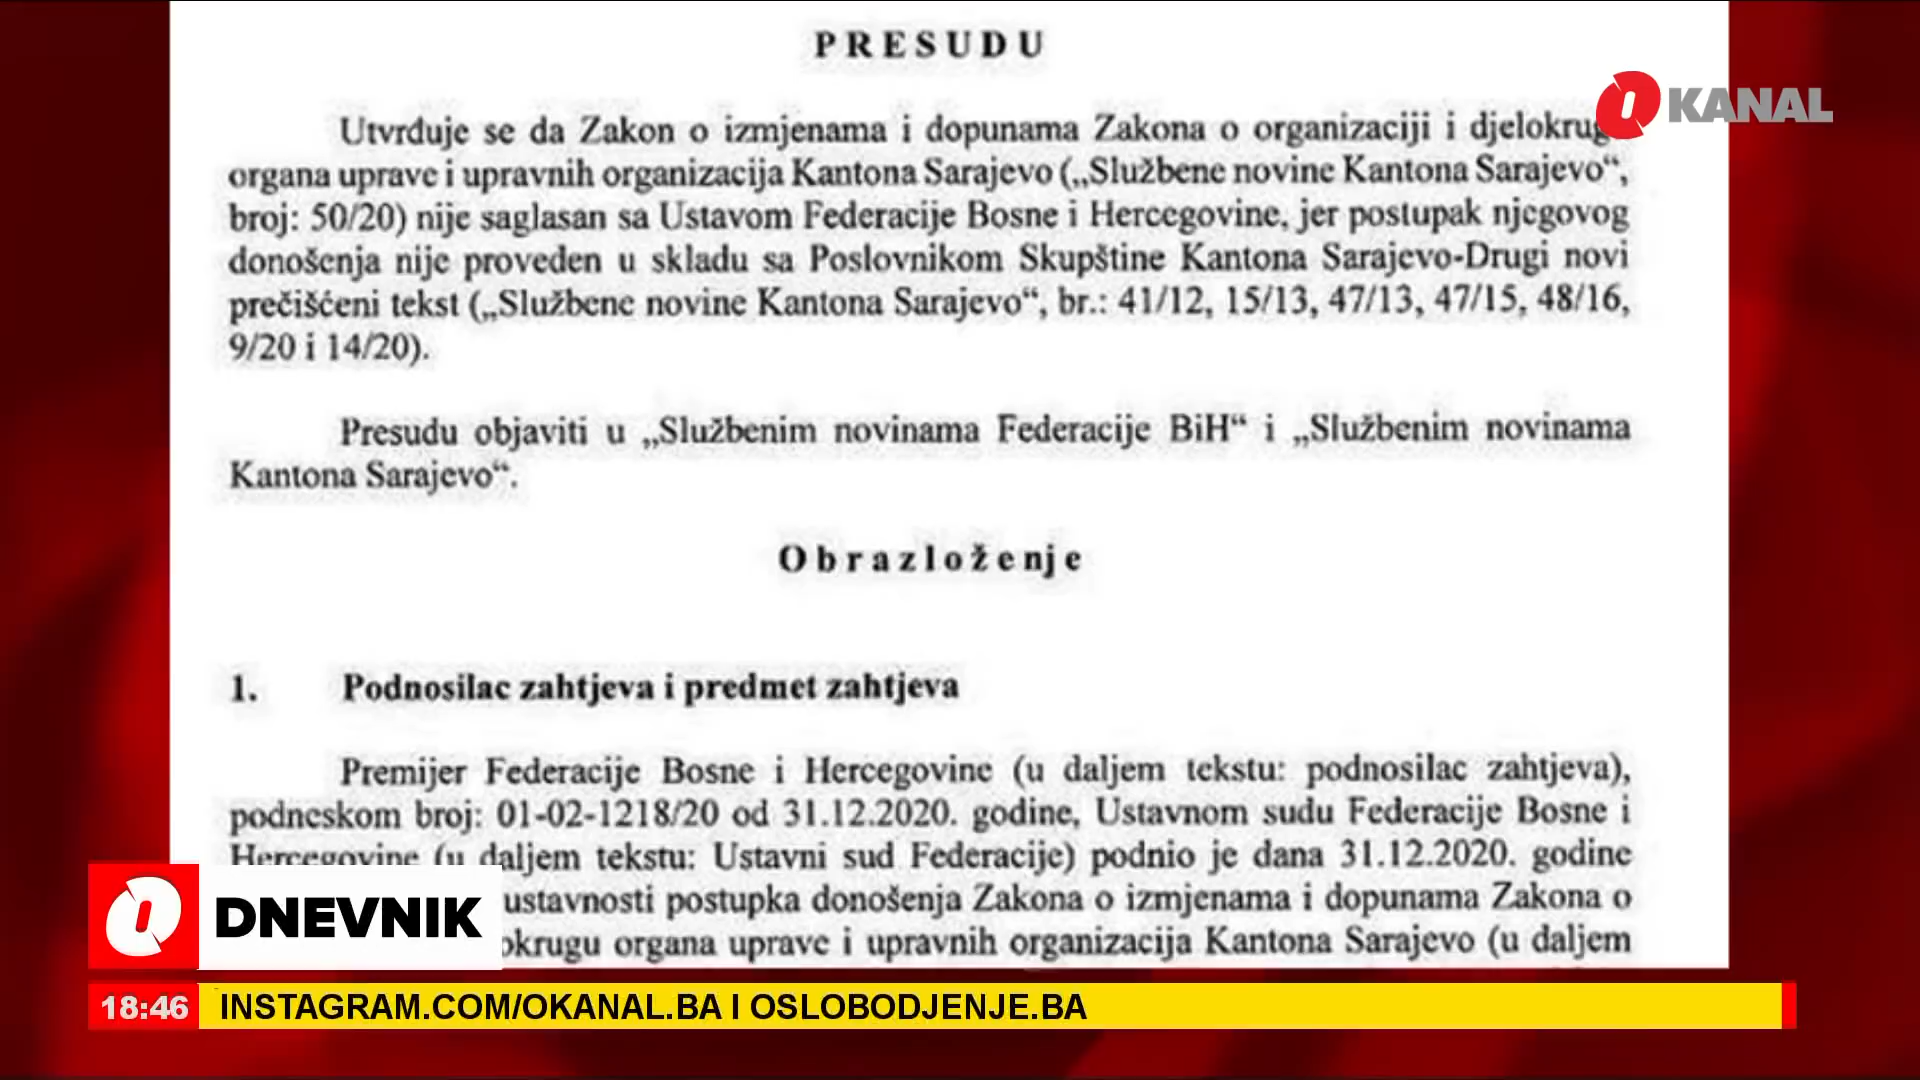 PRESUDU
O KANAL
Utvrđuje se da Zakon o izmjenama i dopunama Zakona o organizaciji i djelokrug
organa uprave i upravnih organizacija Kantona Sarajevo („Službene novine Kantona Sarajevo“,
broj: 50/20) nije saglasan sa Ustavom Federacije Bosne i Hercegovine, jer postupak njegovog
donošenja nije proveden u skladu sa Poslovnikom Skupštine Kantona Sarajevo-Drugi novi
prečišćeni tekst („Službene novine Kantona Sarajevo“, br.: 41/12, 15/13, 47/13, 47/15, 48/16,
9/20 i 14/20).
Presudu objaviti u „Službenim novinama Federacije BiH“ i „Službenim novinama
Kantona Sarajevo“.
Obrazloženje
1. Podnosilac zahtjeva i predmet zahtjeva
Premijer Federacije Bosne i Hercegovine (u daljem tekstu: podnosilac zahtjeva),
podneskom broj: 01-02-1218/20 od 31.12.2020. godine, Ustavnom sudu Federacije Bosne i
Hercegovine (u daljem tekstu: Ustavni sud Federacije) podnio je dana 31.12.2020. godine
ustavnosti postupka donošenja Zakona o izmjenama i dopunama Zakona o
okrugu organa uprave i upravnih organizacija Kantona Sarajevo (u daljem
O DNEVNIK
18:46 INSTAGRAM.COM/OKANAL.BA I OSLOBODJENJE.BA